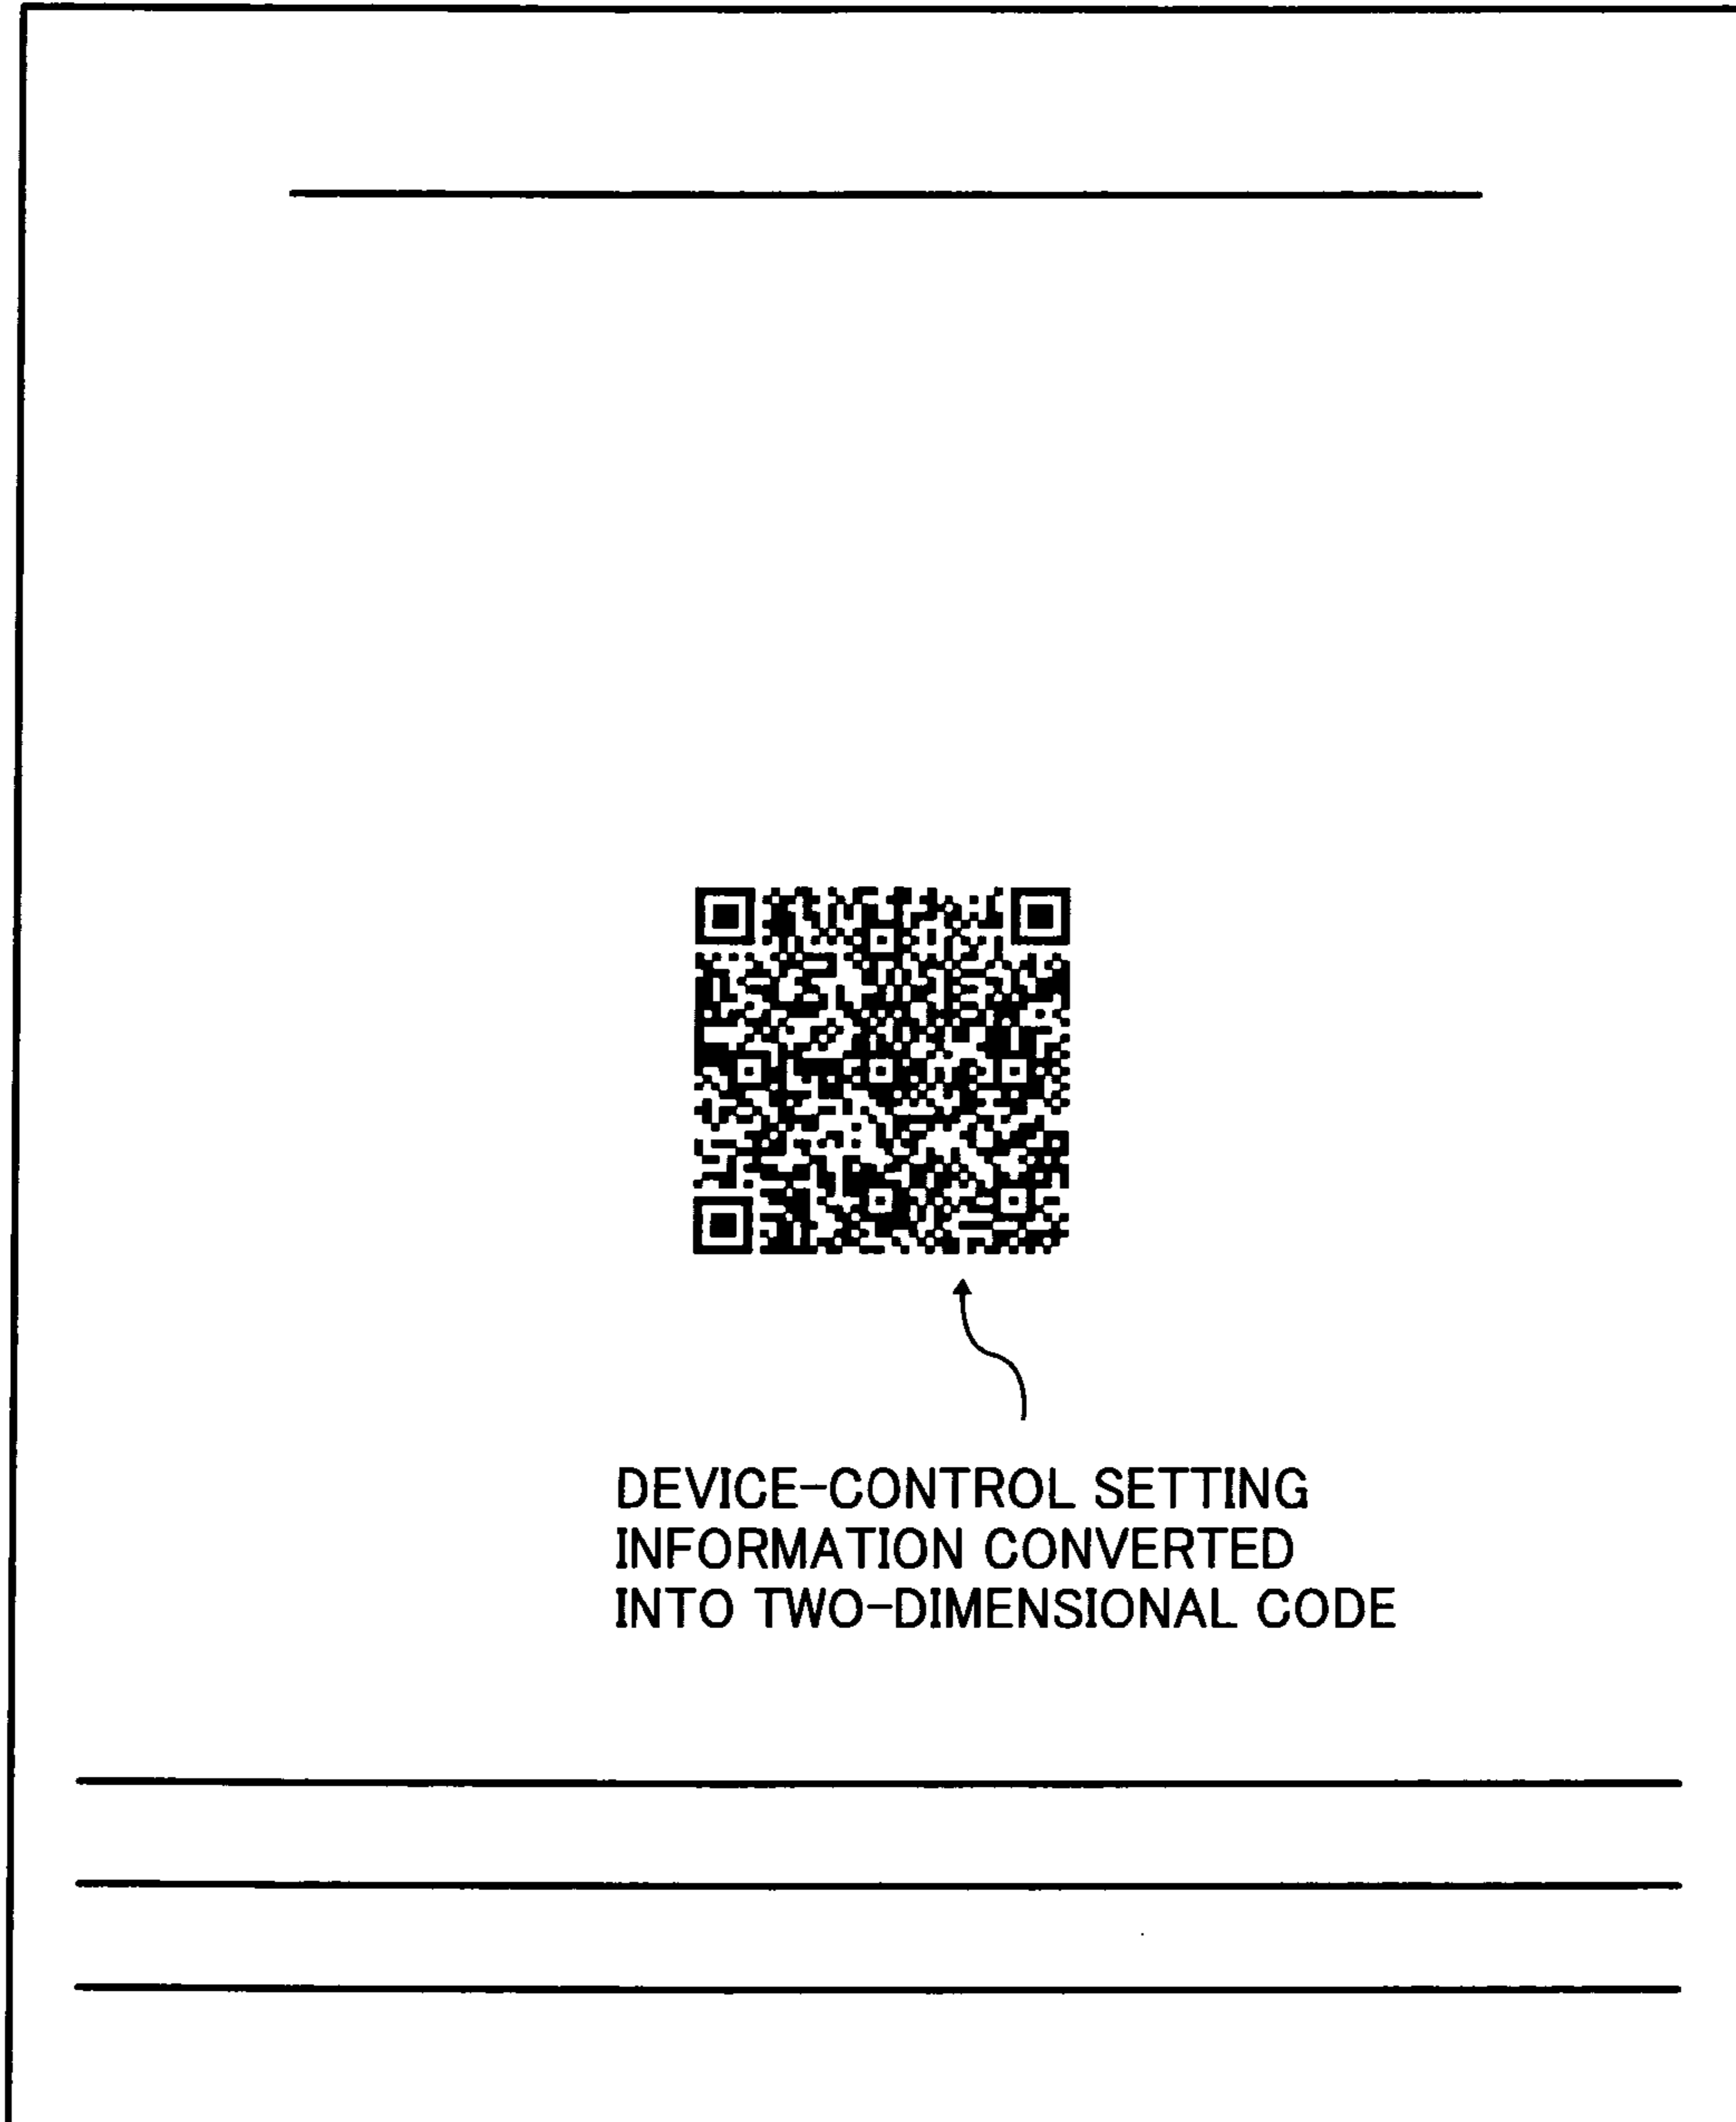 DEVICE-CONTROL SETTING
INFORMATION CONVERTED
INTO TWO-DIMENSIONAL CODE